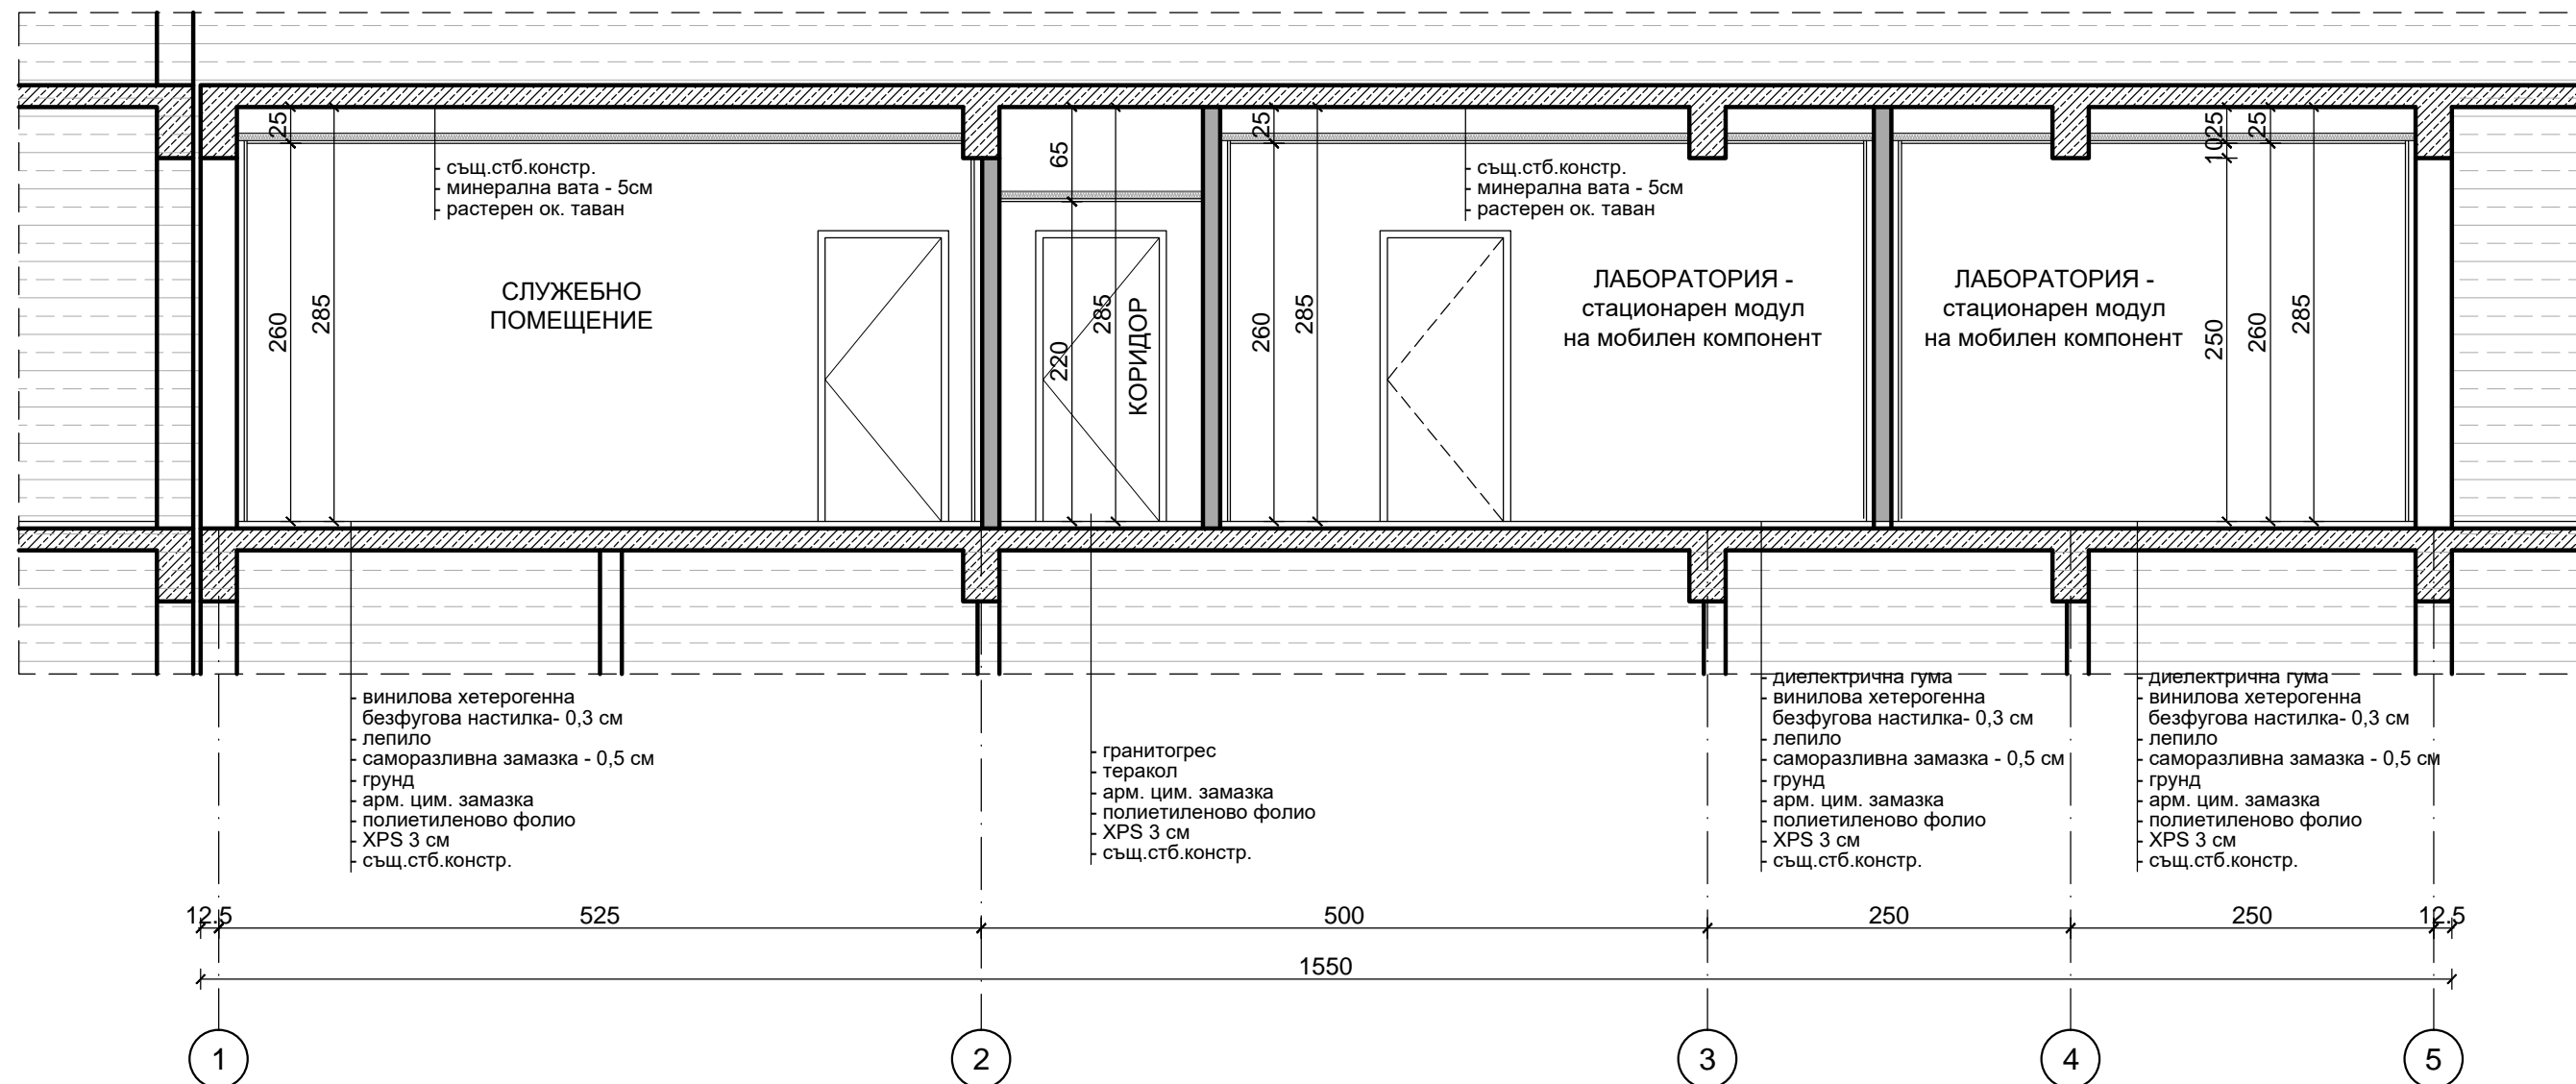 25
25
25
25
10
65
- същ.стб.констр.
- минерална вата - 5см
- растерен ок. таван
- същ.стб.констр.
- минерална вата - 5см
- растерен ок. таван
СЛУЖЕБНО
ПОМЕЩЕНИЕ
260
285
220
285
КОРИДОР
260
285
ЛАБОРАТОРИЯ -
стационарен модул
на мобилен компонент
ЛАБОРАТОРИЯ -
стационарен модул
на мобилен компонент
250
260
285
- винилова хетерогенна
безфугова настилка- 0,3 см
- лепило
- саморазливна замазка - 0,5 см
- грунд
- арм. цим. замазка
- полиетиленово фолио
- XPS 3 см
- същ.стб.констр.
- гранитогрес
- теракол
- арм. цим. замазка
- полиетиленово фолио
- XPS 3 см
- същ.стб.констр.
- диелектрична гума
- винилова хетерогенна
безфугова настилка- 0,3 см
- лепило
- саморазливна замазка - 0,5 см
- грунд
- арм. цим. замазка
- полиетиленово фолио
- XPS 3 см
- същ.стб.констр.
- диелектрична гума
- винилова хетерогенна
безфугова настилка- 0,3 см
- лепило
- саморазливна замазка - 0,5 см
- грунд
- арм. цим. замазка
- полиетиленово фолио
- XPS 3 см
- същ.стб.констр.
12.5 525 500 250 250 12.5
1550
1 2 3 4 5